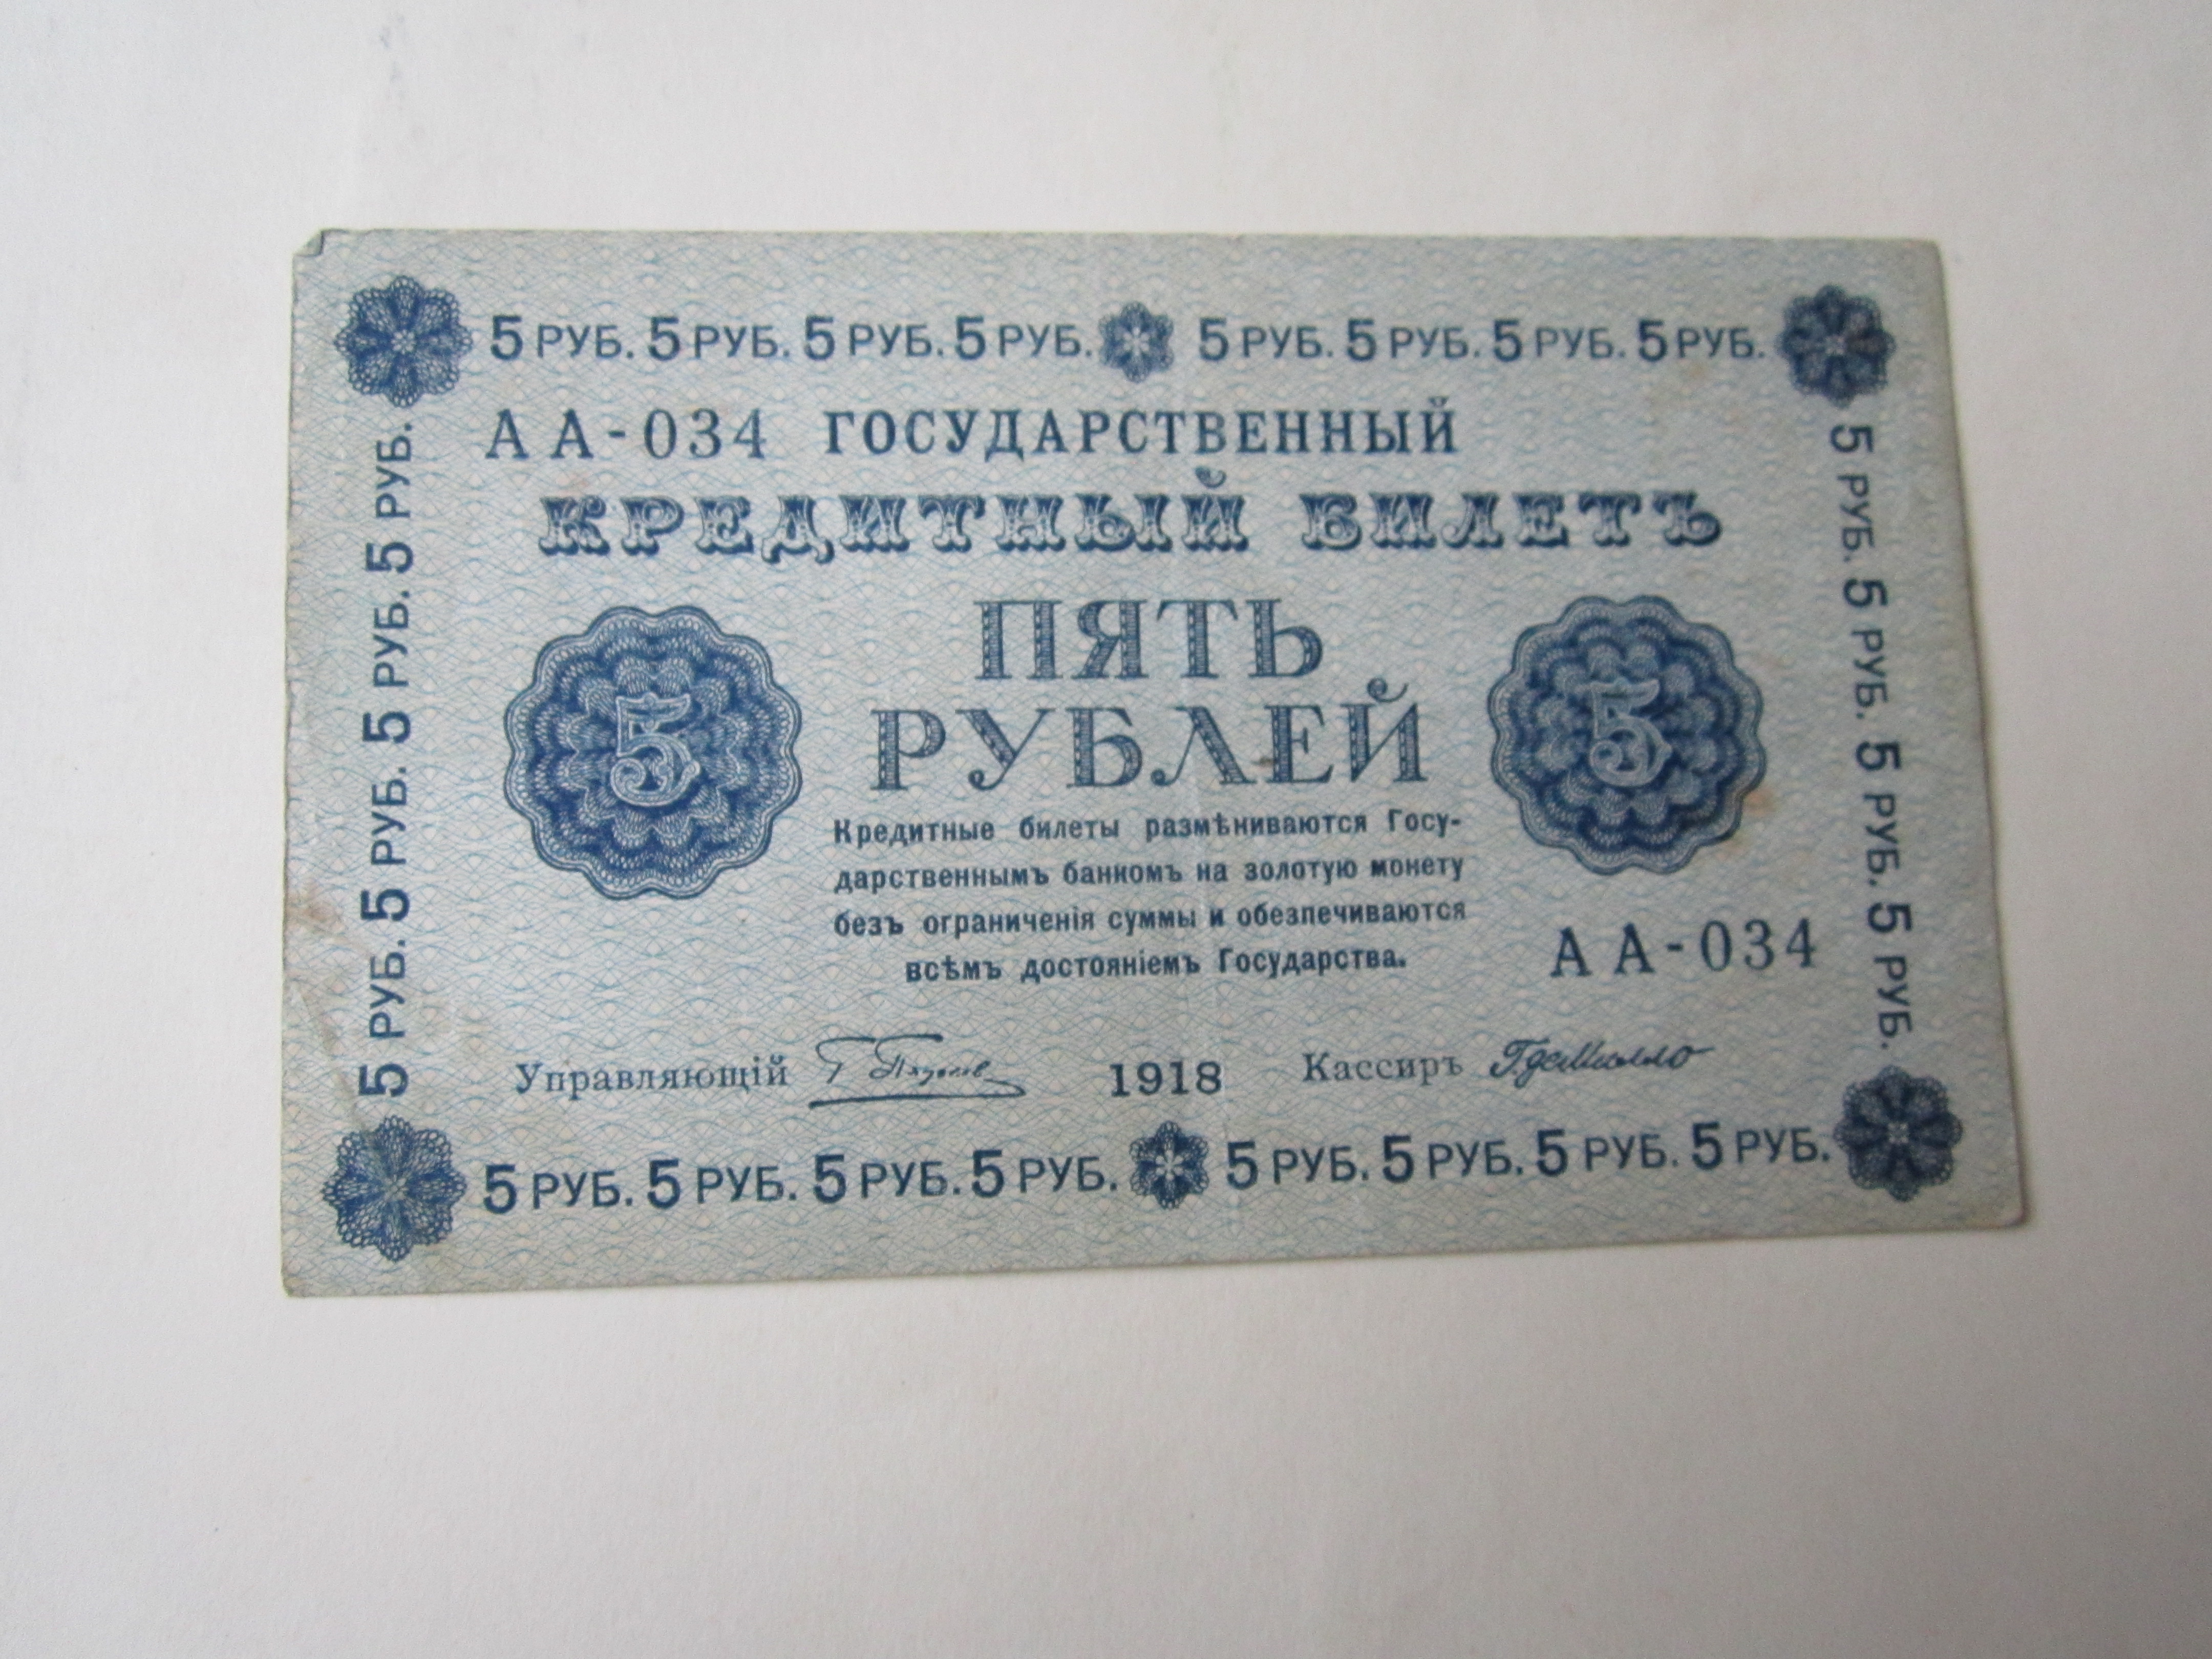 5 РУБ. 5 РУБ. 5 РУБ. 5 РУБ. 5 РУБ. 5 РУБ. 5 РУБ. 5 РУБ.
АА-034 ГОСУДАРСТВЕННЫЙ
КРЕДИТНЫЙ БИЛЕТЪ
5 РУБ. 5 РУБ. 5 РУБ. 5 РУБ.
5
ПЯТЬ
РУБЛЕЙ
5
5 РУБ. 5 РУБ. 5 РУБ. 5 РУБ.
Кредитные билеты размѣниваются Госу-
дарственнымъ банкомъ на золотую монету
безъ ограниченія суммы и обезпечиваются
всѣмъ достояніемъ Государства.
АА-034
Управляющій 1918 Кассиръ
5 РУБ. 5 РУБ. 5 РУБ. 5 РУБ. 5 РУБ. 5 РУБ. 5 РУБ. 5 РУБ.